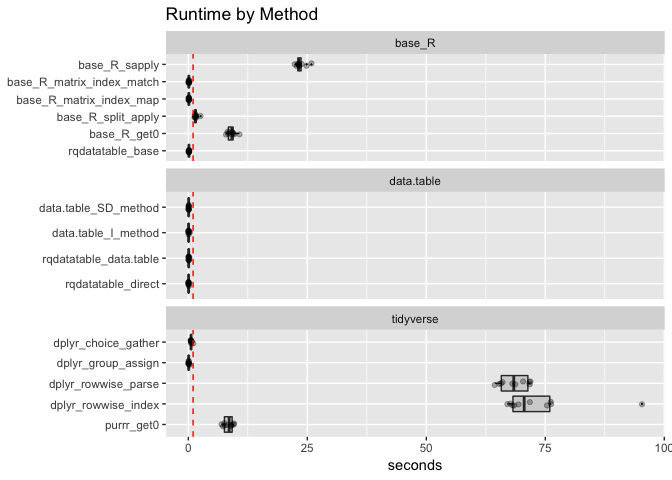 Runtime by Method
base_R
base_R_sapply
base_R_matrix_index_match
base_R_matrix_index_map
base_R_split_apply
base_R_get0
rqdatatable_base
data.table
data.table_SD_method
data.table_I_method
rqdatatable_data.table
rqdatatable_direct
tidyverse
dplyr_choice_gather
dplyr_group_assign
dplyr_rowwise_parse
dplyr_rowwise_index
purrr_get0
0 25 50 75 100
seconds